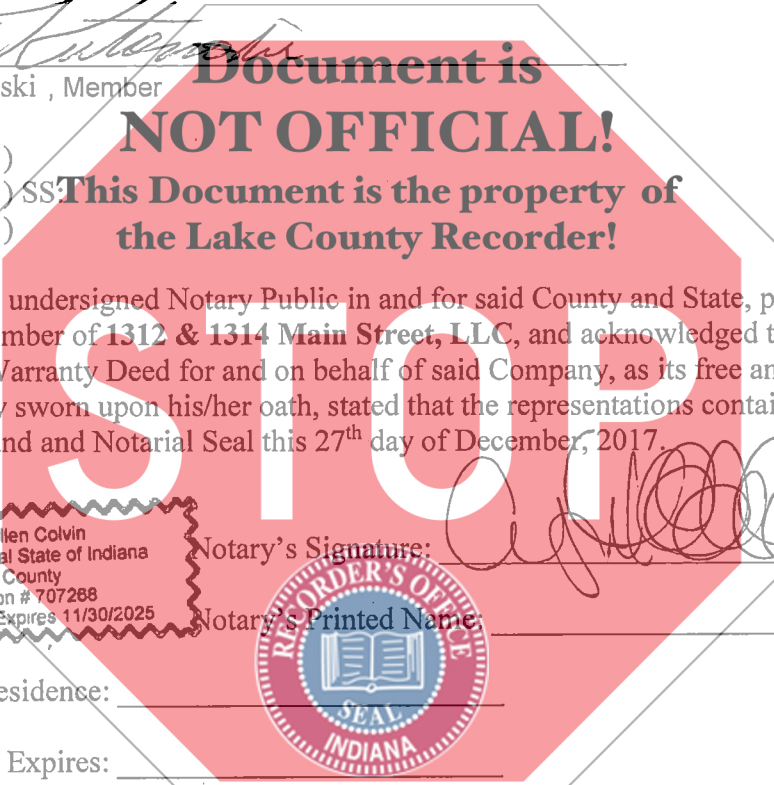 ski , Member
Document is
NOT OFFICIAL!
)
) SS:
)
This Document is the property of
the Lake County Recorder!
undersigned Notary Public in and for said County and State, p
mber of 1312 & 1314 Main Street, LLC, and acknowledged t
Warranty Deed for and on behalf of said Company, as its free an
y sworn upon his/her oath, stated that the representations contai
nd and Notarial Seal this 27th day of December, 2017.
STOP
llen Colvin
al State of Indiana
County
on # 707268
Expires 11/30/2025
Notary's Signature:
Notary's Printed Name:
esidence:
Expires:
RECORDER'S OFFICE
SEAL
INDIANA